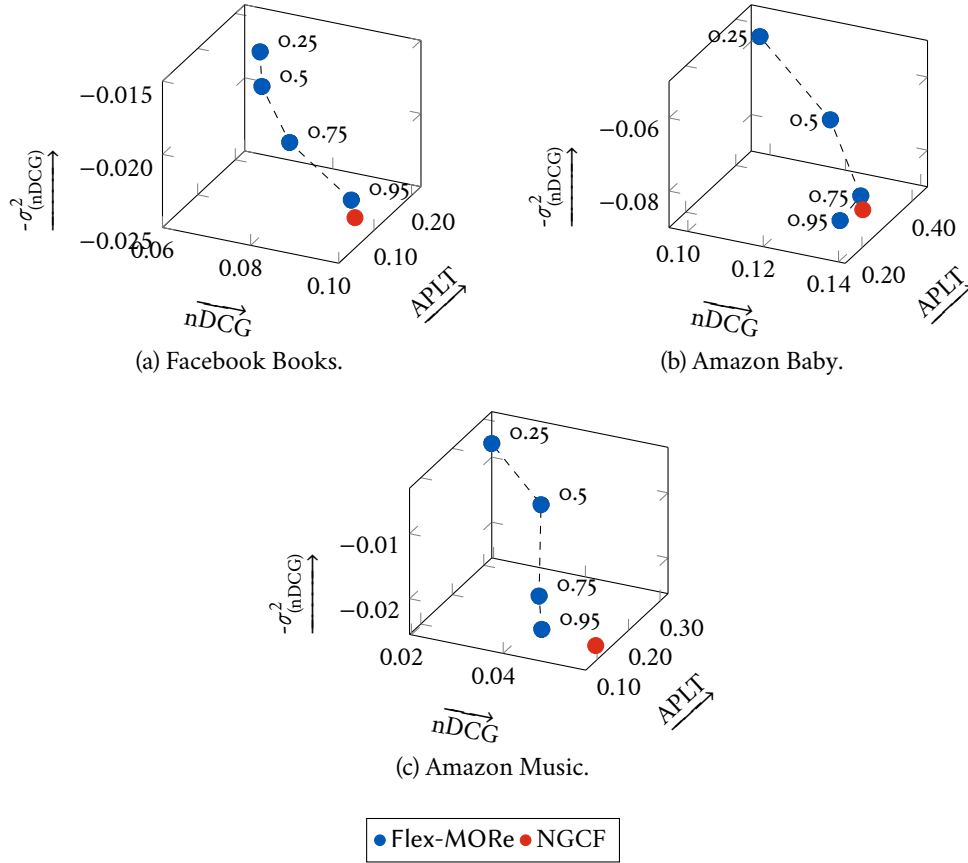 0.25
0.5
0.75
0.95
−0.015
−0.020
−0.025
-σ²(nDCG)
0.06
0.08
0.10
0.10
0.20
nDCG
APLT
(a) Facebook Books.
0.25
0.5
0.75
0.95
−0.06
−0.08
-σ²(nDCG)
0.10
0.12
0.14
0.20
0.40
nDCG
APLT
(b) Amazon Baby.
0.25
0.5
0.75
0.95
−0.01
−0.02
-σ²(nDCG)
0.02
0.04
0.10
0.20
0.30
nDCG
APLT
(c) Amazon Music.
Flex-MORe NGCF